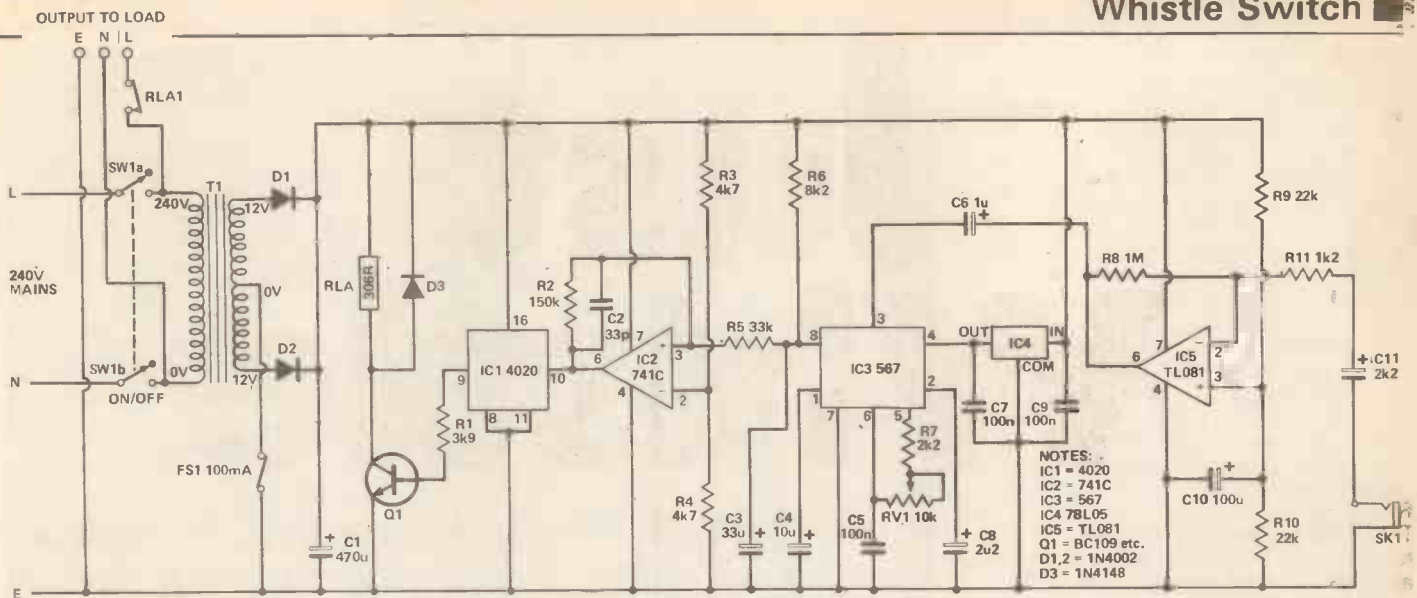 Whistle Switch
OUTPUT TO LOAD
E N L
RLA1
SW1a
L
240V
T1
12V
D1
0V
240V
MAINS
SW1b
N
0V
12V
D2
ON/OFF
FS1 100mA
C1
470u
E
RLA
306R
D3
Q1
R1
3k9
16
IC1 4020
9
10
8 11
R2
150k
C2
33p
7
3
6
IC2
741C
4
2
R3
4k7
R4
4k7
R5 33k
R6
8k2
C3
33u
C4
10u
3
8
4
IC3 567
1
2
7
6
5
C5
100n
R7
2k2
RV1 10k
C8
2u2
C6 1u
OUT
IN
IC4
COM
C7
100n
C9
100n
R8 1M
R9 22k
R11 1k2
7
6
2
IC5
TL081
3
4
C11
2k2
C10 100u
R10
22k
SK1
NOTES:
IC1 = 4020
IC2 = 741C
IC3 = 567
IC4 78L05
IC5 = TL081
Q1 = BC109 etc.
D1,2 = 1N4002
D3 = 1N4148